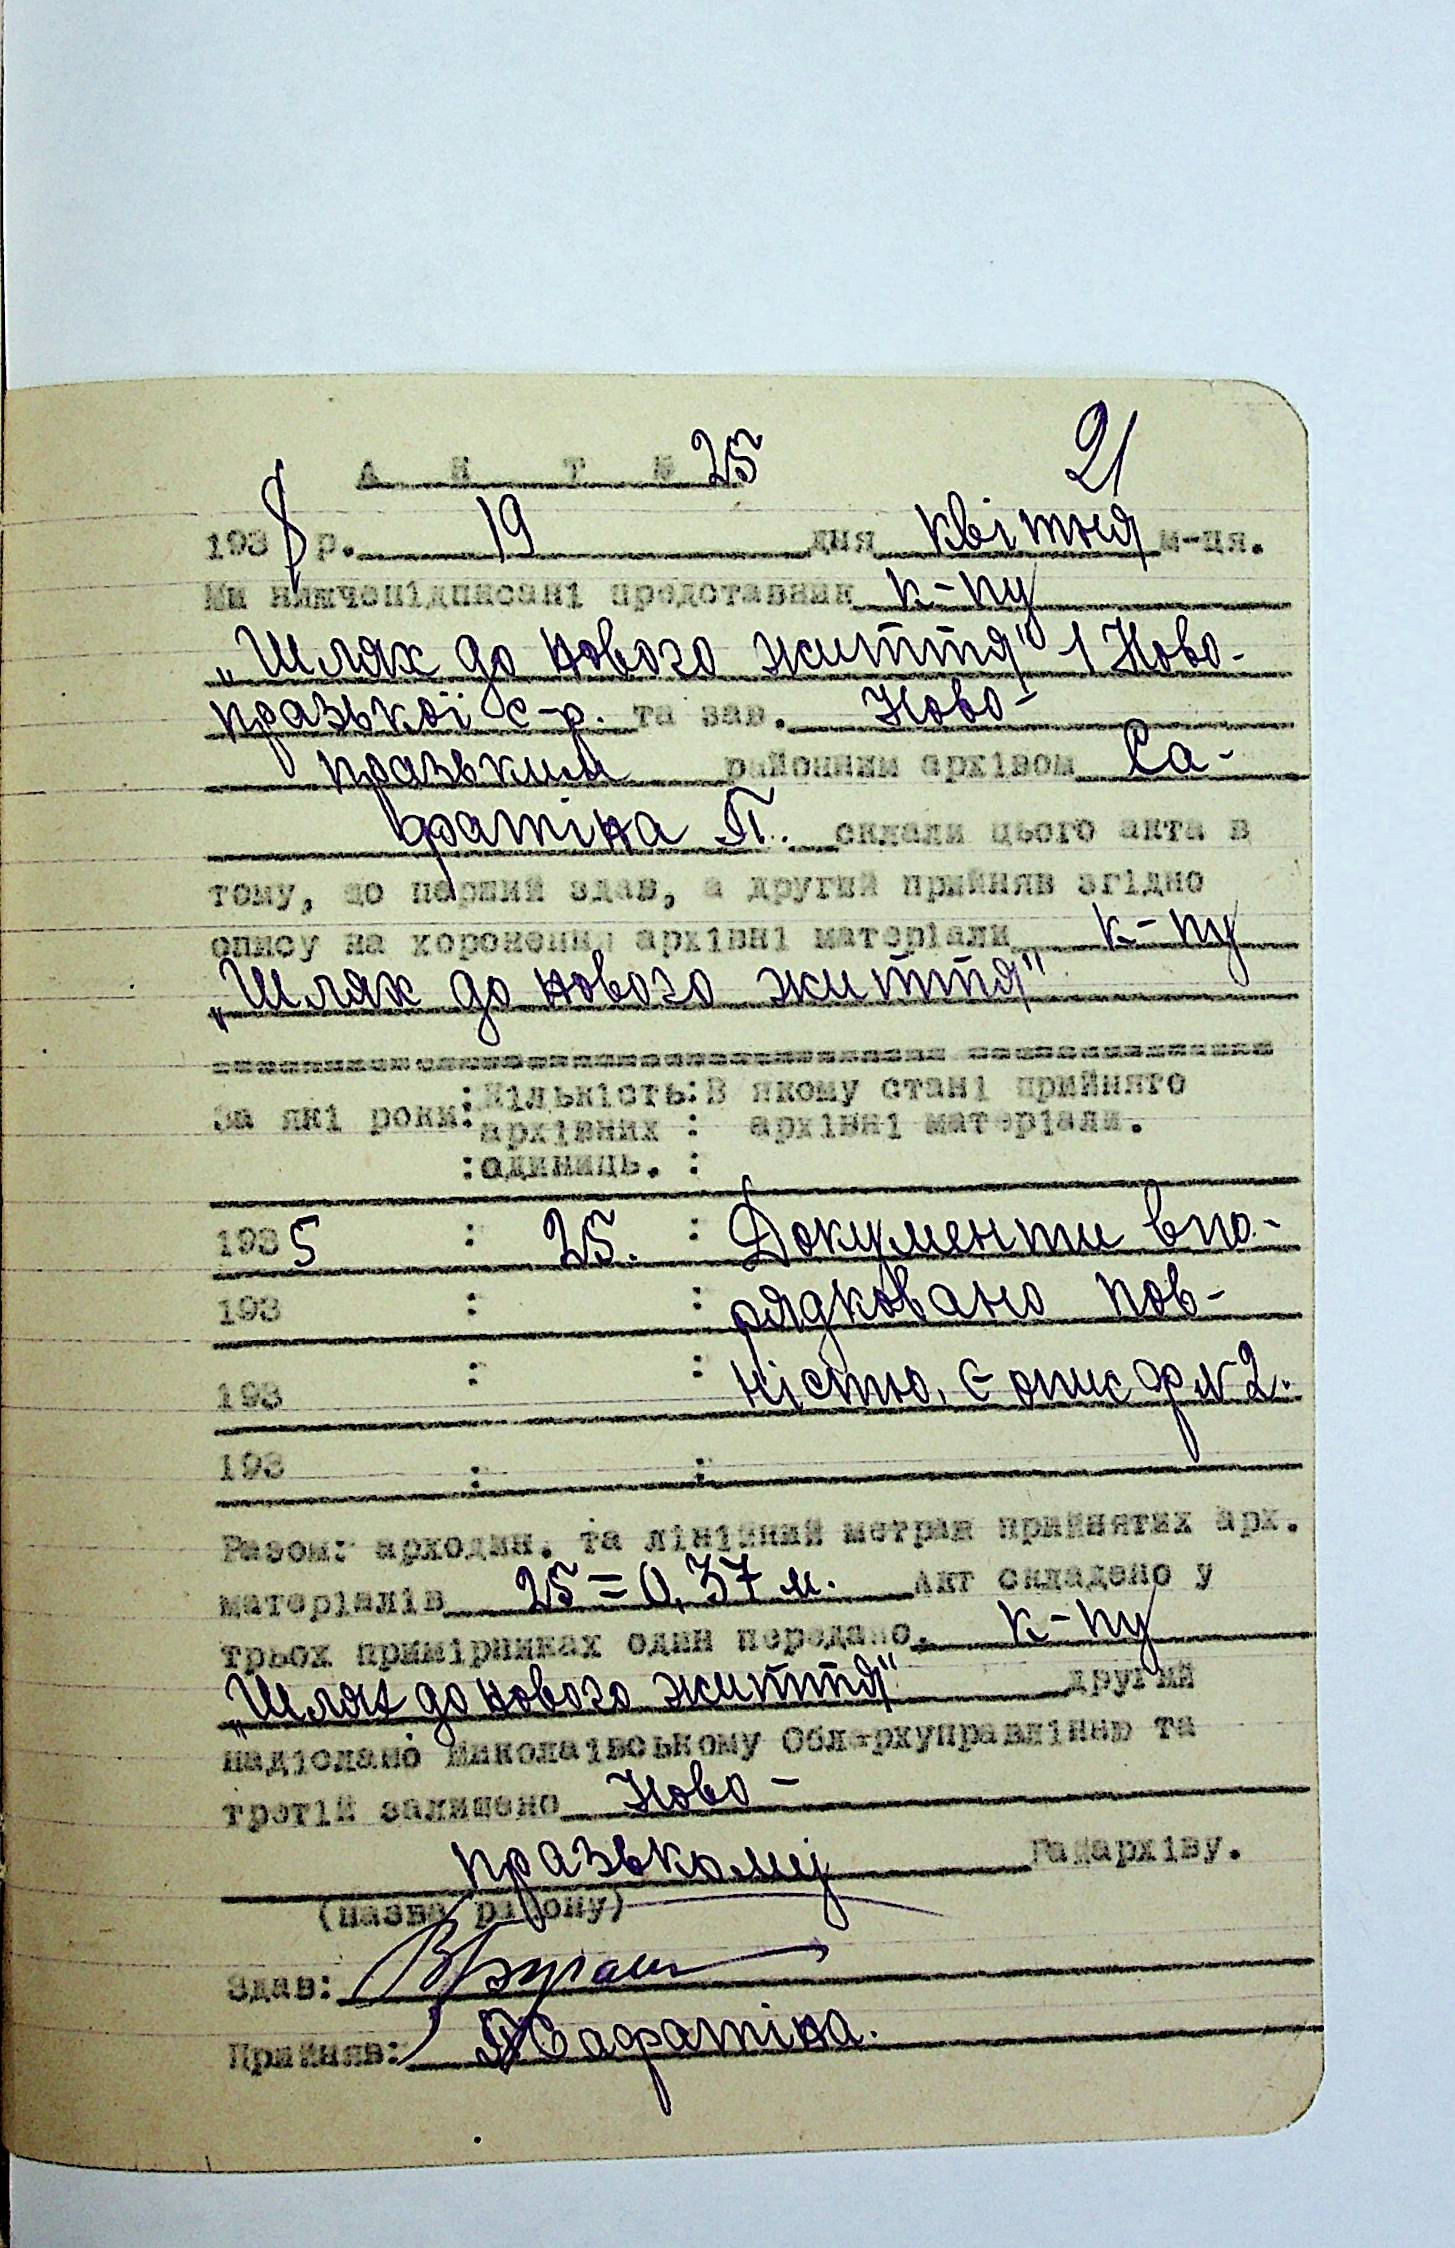 21
А К Т № 25
1938 р. 19 дня квітня м-ця.
Ми нижчепідписані представник к-пу
„Шлях до нового життя" 1 Ново-
празької с-р. та зав. Ново-
празьким районним архівом Са-
фратіна П. склали цього акта в
тому, що перший здав, а другий прийняв згідно
опису на хоронення архівні матеріали к-пу
„Шлях до нового життя"
За які роки: Кількість: В якому стані прийнято
архівних : архівні матеріали.
: одиниць. :
1935 : 25. : Документи впо-
193 : : рядковано пов-
193 : : ністю. Є опис ф № 2.
193 : :
Разом: арходин. та лінійний метраж прийнятих арх.
матеріалів 25 = 0,37 м. Акт складено у
трьох примірниках один передано. к-пу
„Шлях до нового життя" другий
надіслано Миколаївському Облархуправлінню та
третій залишено Ново-
празькому Райархіву.
(назва району)
Здав:
Прийняв: